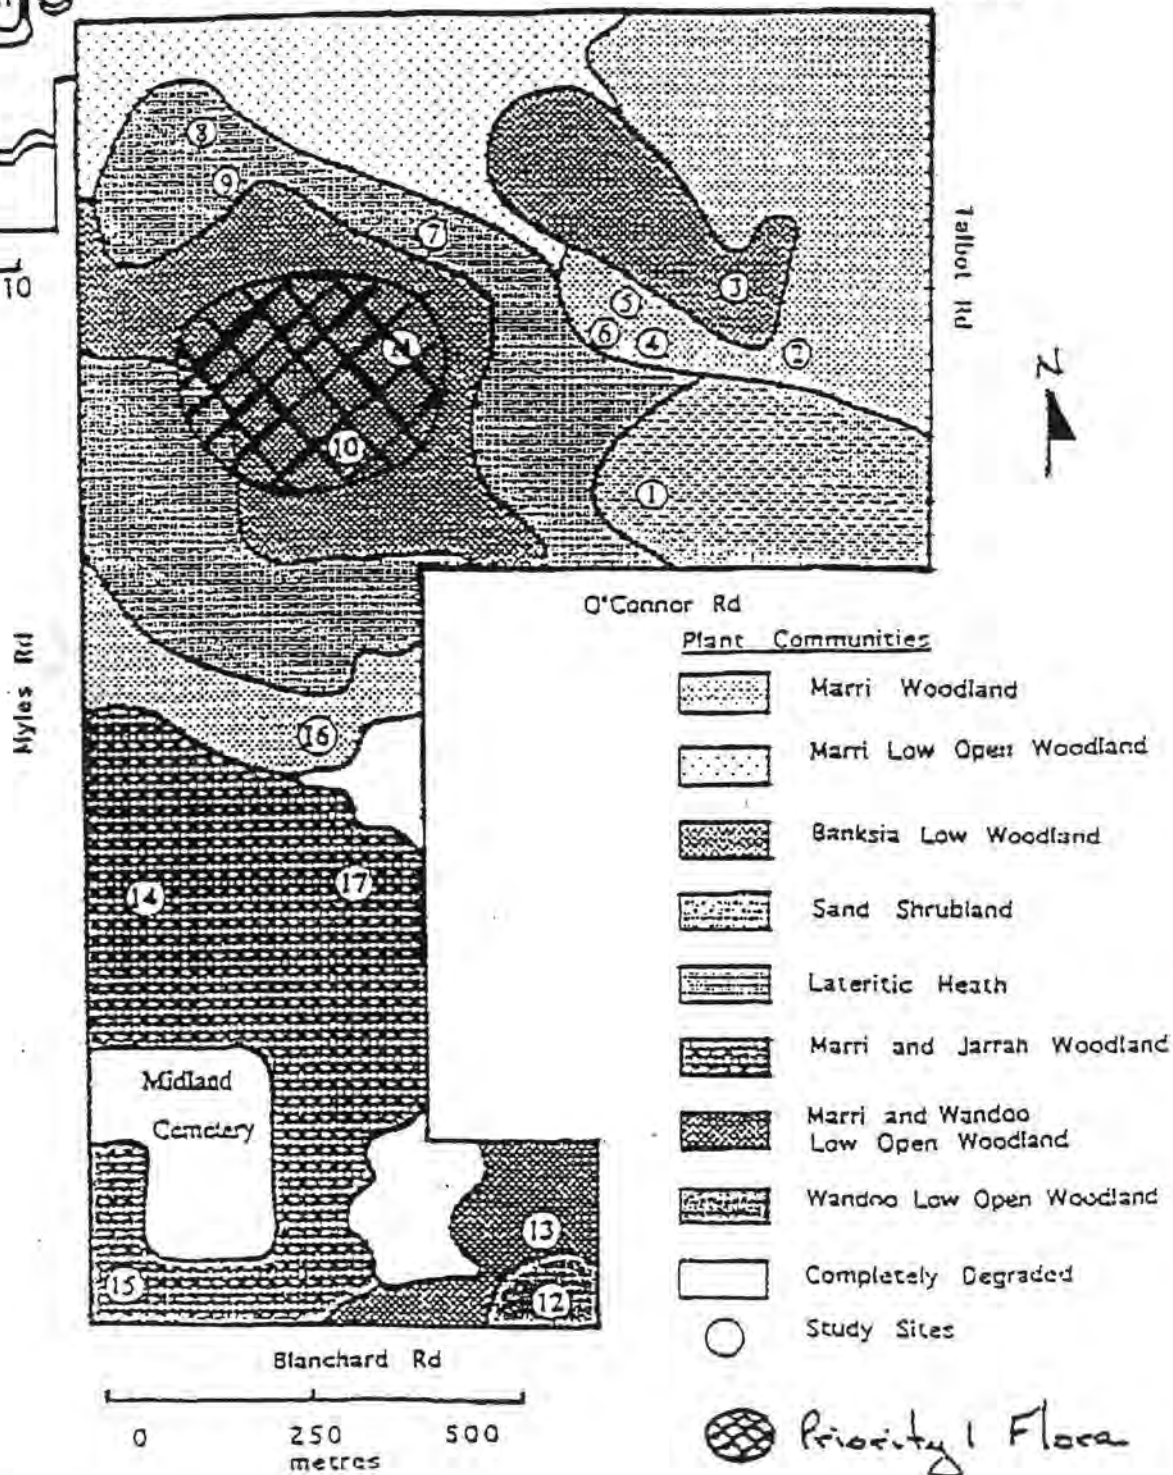 10
8
9
7
5
3
6
4
2
11
10
1
Talbot Rd
N
O'Connor Rd
Plant Communities
Marri Woodland
Marri Low Open Woodland
Banksia Low Woodland
Sand Shrubland
Lateritic Heath
Marri and Jarrah Woodland
Marri and Wandoo
Low Open Woodland
Wandoo Low Open Woodland
Completely Degraded
Study Sites
Priority 1 Flora
Myles Rd
16
14
17
Midland
Cemetery
13
15
12
Blanchard Rd
0 250 500
metres